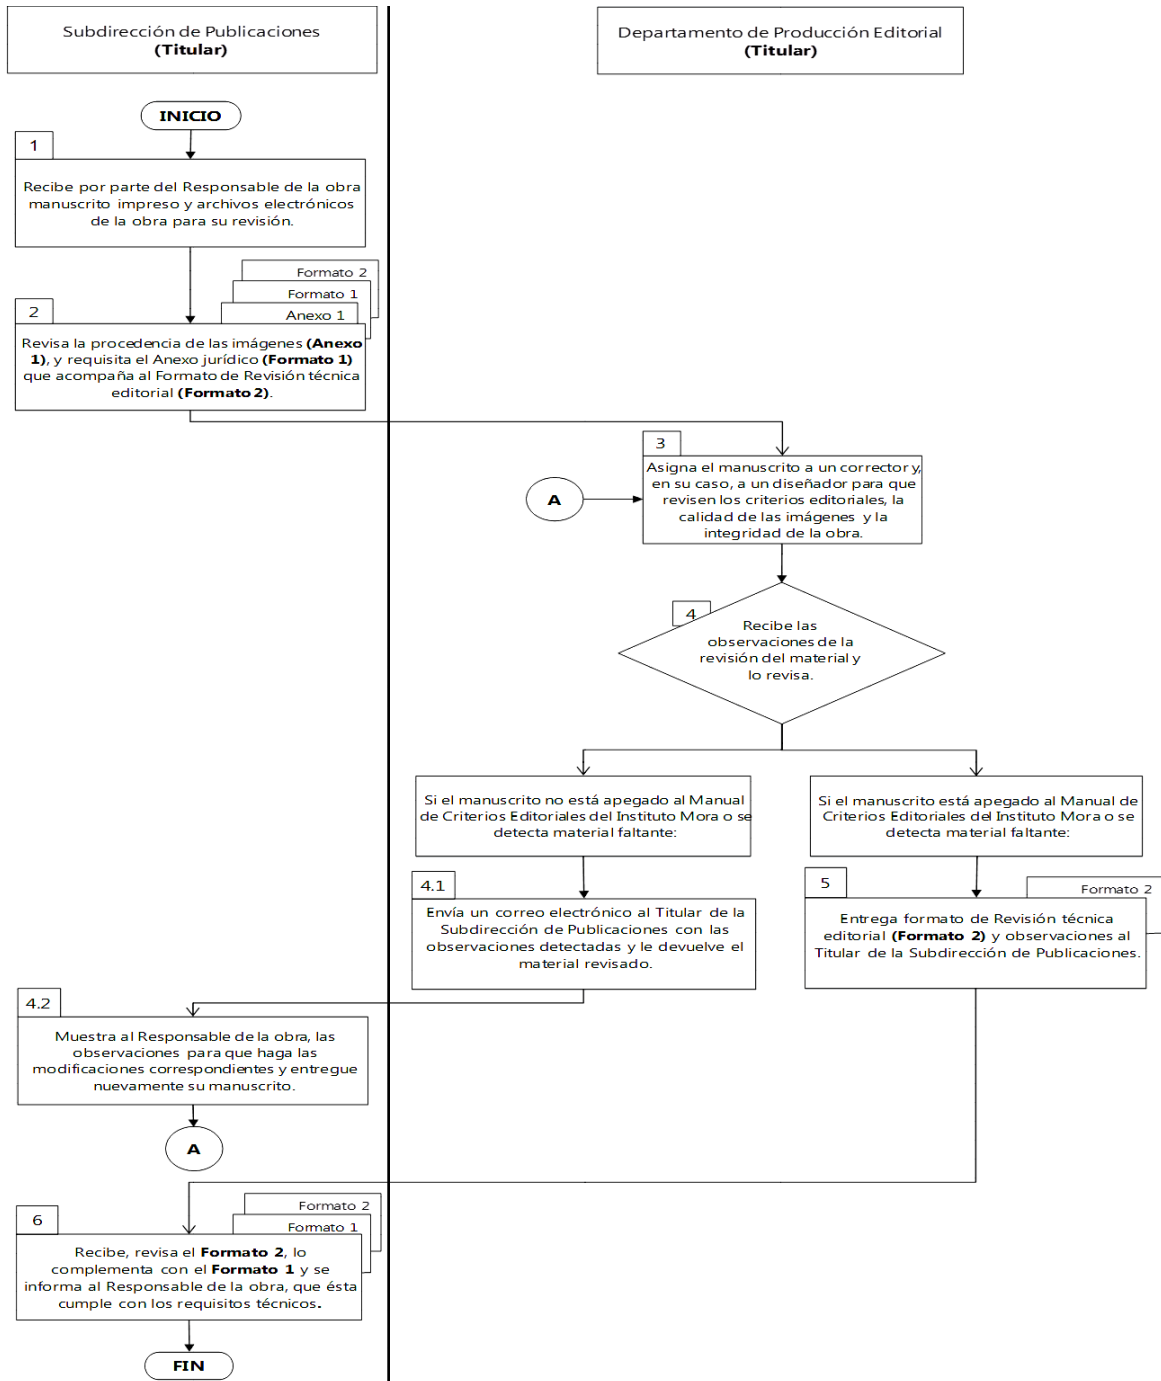 Subdirección de Publicaciones
(Titular)
Departamento de Producción Editorial
(Titular)
INICIO
1
Recibe por parte del Responsable de la obra
manuscrito impreso y archivos electrónicos
de la obra para su revisión.
Formato 2
Formato 1
Anexo 1
2
Revisa la procedencia de las imágenes (Anexo
1), y requisita el Anexo jurídico (Formato 1)
que acompaña al Formato de Revisión técnica
editorial (Formato 2).
3
Asigna el manuscrito a un corrector y,
en su caso, a un diseñador para que
revisen los criterios editoriales, la
calidad de las imágenes y la
integridad de la obra.
A
4
Recibe las
observaciones de la
revisión del material y
lo revisa.
Si el manuscrito no está apegado al Manual
de Criterios Editoriales del Instituto Mora o se
detecta material faltante:
Si el manuscrito está apegado al Manual de
Criterios Editoriales del Instituto Mora o se
detecta material faltante:
4.1
Envía un correo electrónico al Titular de la
Subdirección de Publicaciones con las
observaciones detectadas y le devuelve el
material revisado.
5
Formato 2
Entrega formato de Revisión técnica
editorial (Formato 2) y observaciones al
Titular de la Subdirección de Publicaciones.
4.2
Muestra al Responsable de la obra, las
observaciones para que haga las
modificaciones correspondientes y entregue
nuevamente su manuscrito.
A
Formato 2
Formato 1
6
Recibe, revisa el Formato 2, lo
complementa con el Formato 1 y se
informa al Responsable de la obra, que ésta
cumple con los requisitos técnicos.
FIN